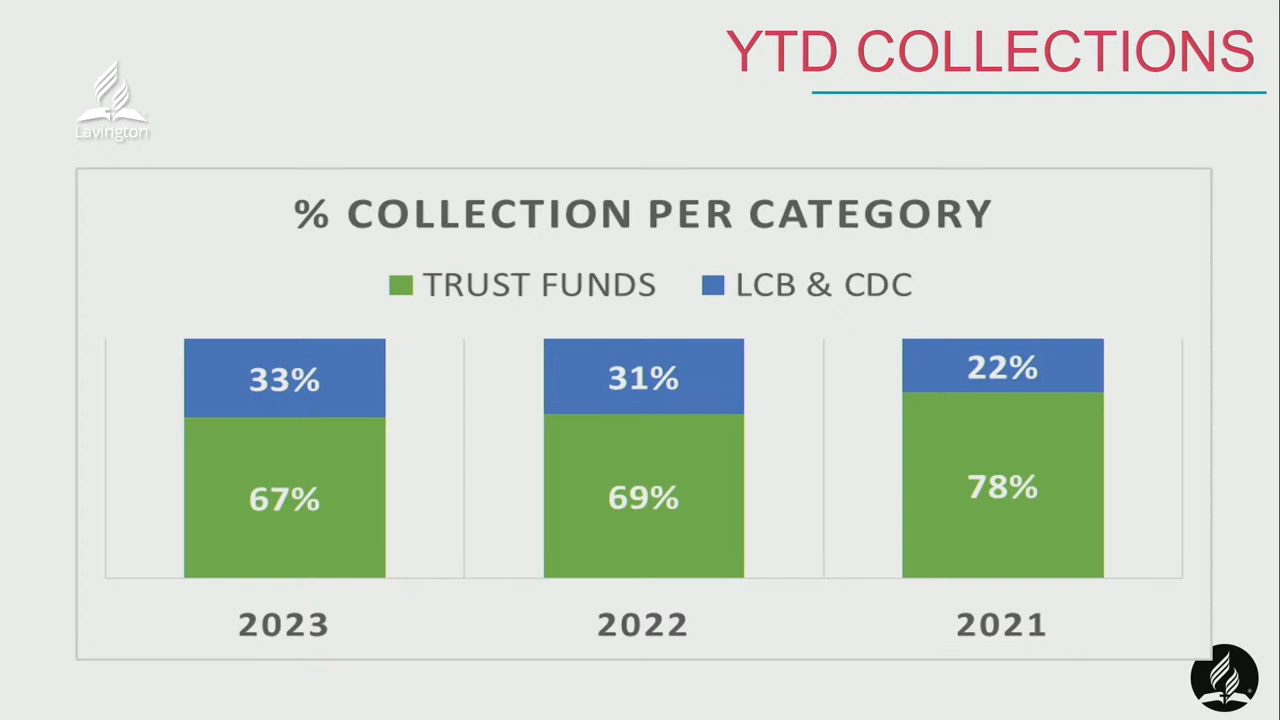 YTD COLLECTIONS
Lavington
% COLLECTION PER CATEGORY
TRUST FUNDS LCB & CDC
33% 31% 22%
67% 69% 78%
2023 2022 2021